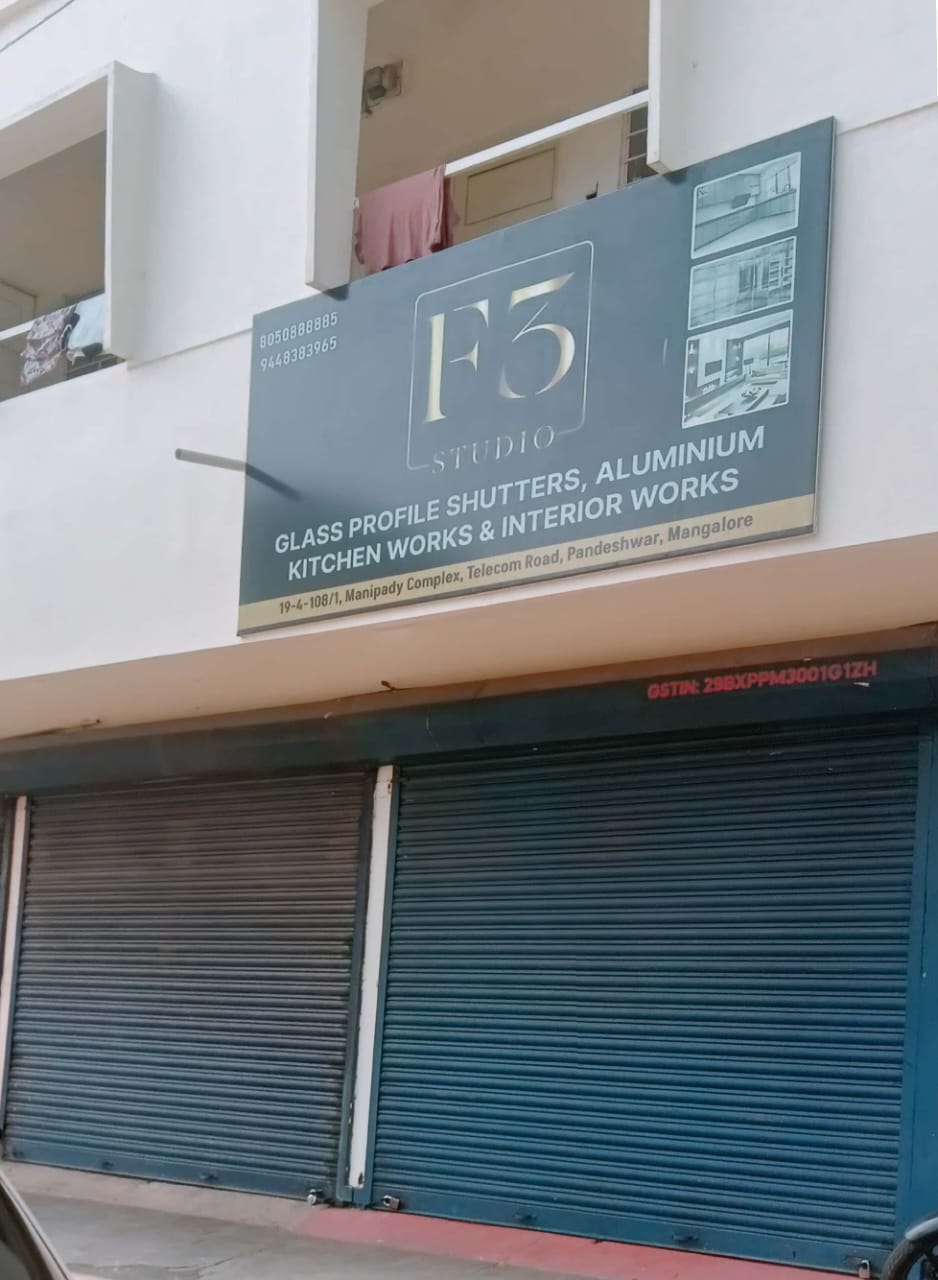 8050888885
9448383965
F3
STUDIO
GLASS PROFILE SHUTTERS, ALUMINIUM
KITCHEN WORKS & INTERIOR WORKS
19-4-108/1, Manipady Complex, Telecom Road, Pandeshwar, Mangalore
GSTIN: 29BXPPM3001G1ZH